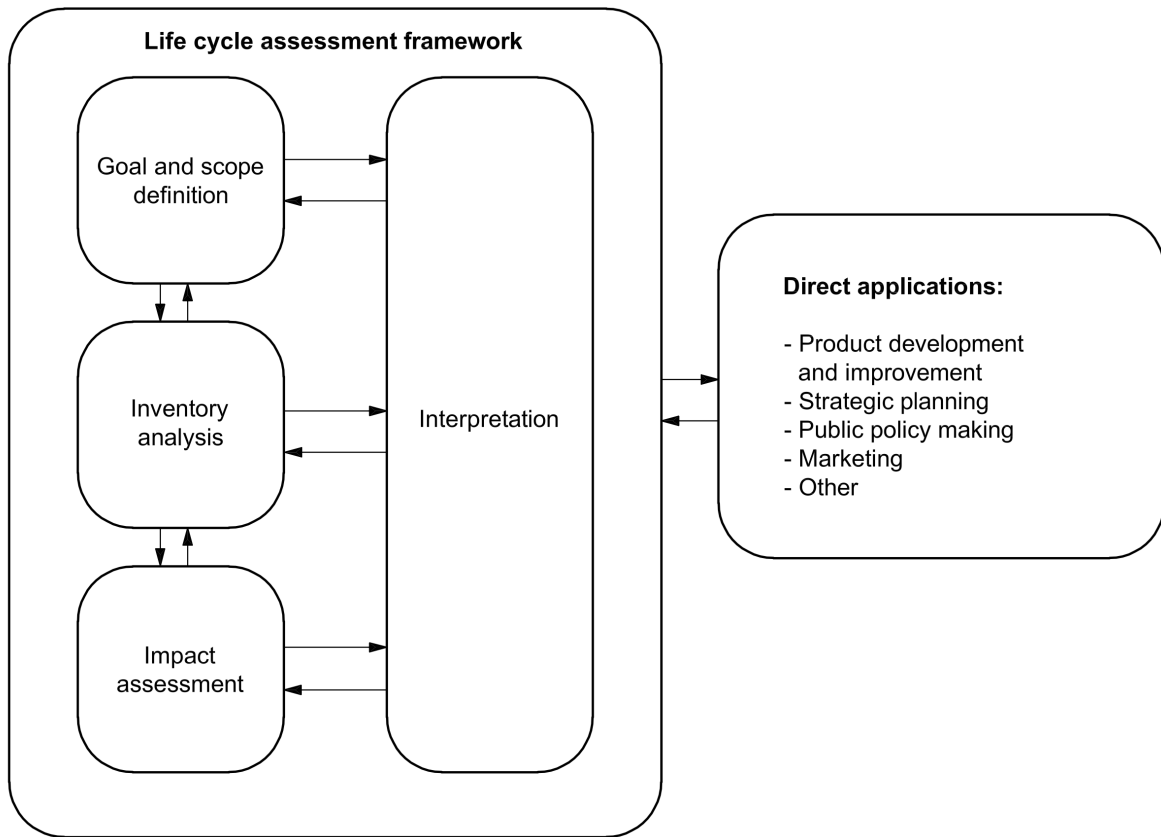 Life cycle assessment framework
Goal and scope
definition
Inventory
analysis
Impact
assessment
Interpretation
Direct applications:
- Product development
and improvement
- Strategic planning
- Public policy making
- Marketing
- Other